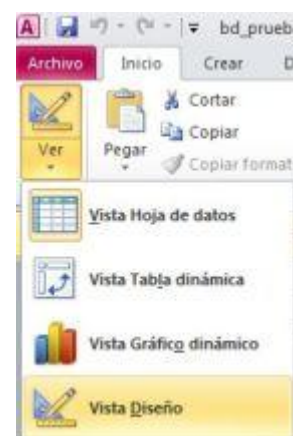 A bd_prueb
Archivo Inicio Crear D
Ver Pegar Cortar
Copiar
Copiar format
Vista Hoja de datos
Vista Tabla dinámica
Vista Gráfico dinámico
Vista Diseño